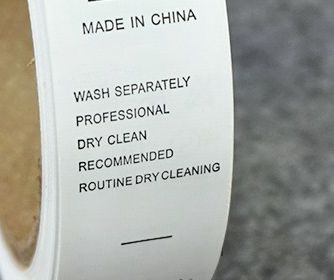 MADE IN CHINA
WASH SEPARATELY
PROFESSIONAL
DRY CLEAN
RECOMMENDED
ROUTINE DRY CLEANING